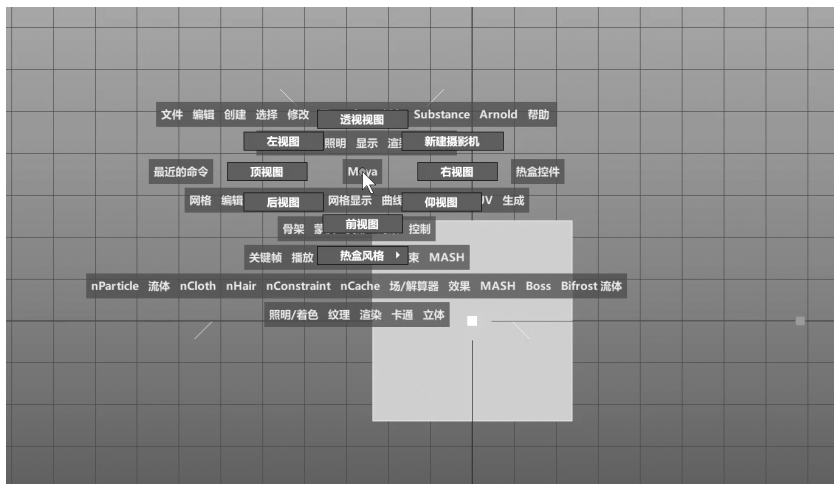 文件 编辑 创建 选择 修改 透视视图 Substance Arnold 帮助
左视图 照明 显示 新建摄影机
最近的命令 顶视图 右视图 热盒控件
网格 编辑 后视图 网格显示 仰视图 生成
骨架 前视图 控制
关键帧 播放 热盒风格 MASH
nParticle 流体 nCloth nHair nConstraint nCache 场/解算器 效果 MASH Boss Bifrost 流体
照明/着色 纹理 渲染 卡通 立体